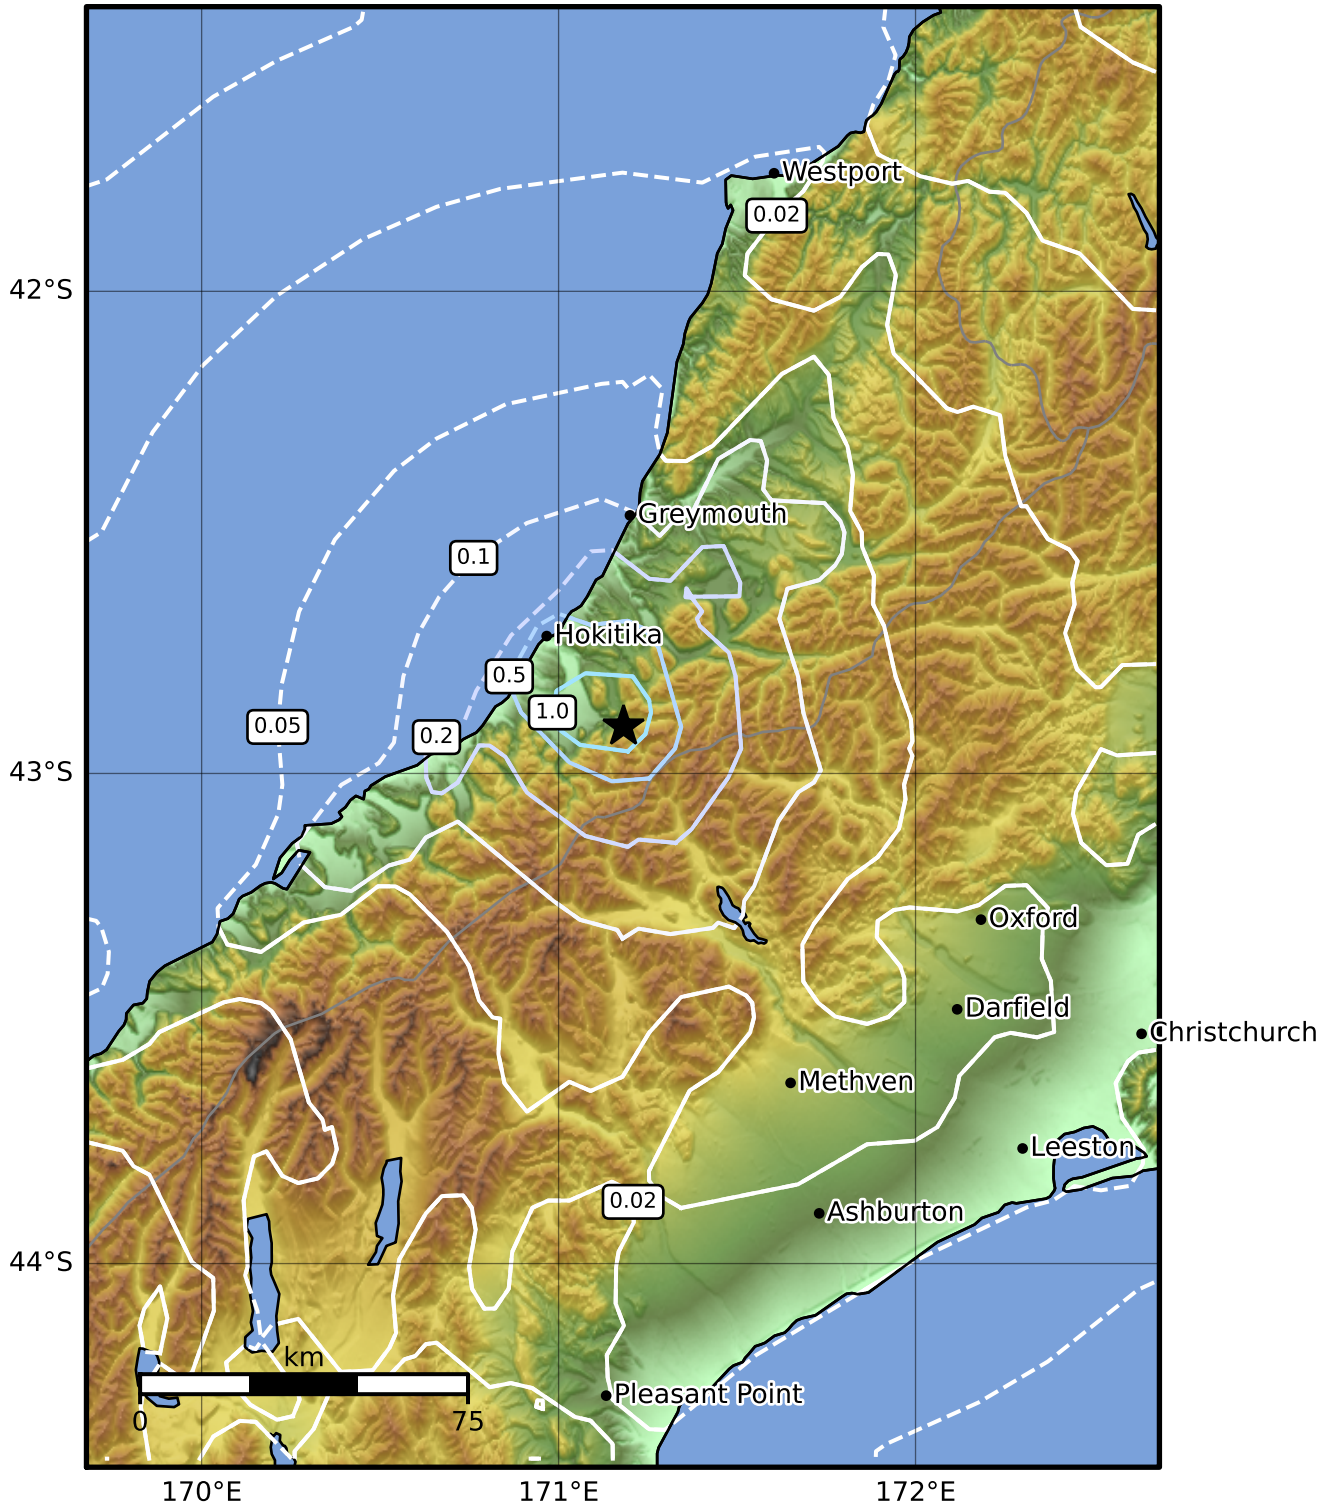 Westport
0.02
42°S
Greymouth
0.1
Hokitika
0.5
1.0
0.05
0.2
43°S
Oxford
Darfield
Christchurch
Methven
Leeston
0.02
Ashburton
44°S
km
Pleasant Point
0
75
170°E
171°E
172°E